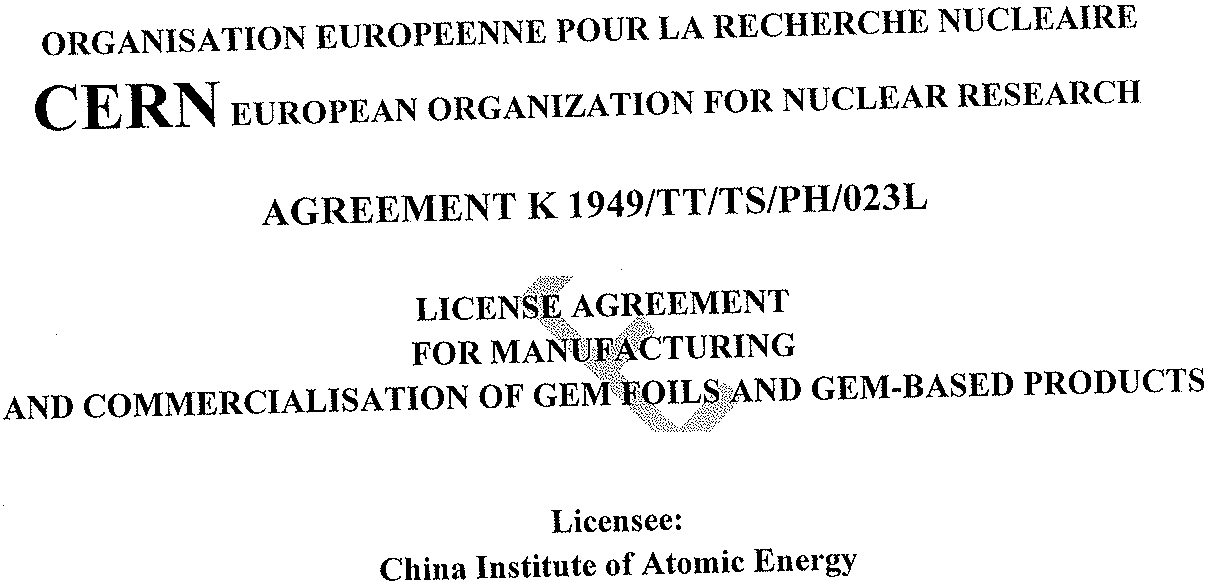 ORGANISATION EUROPEENNE POUR LA RECHERCHE NUCLEAIRE
CERN EUROPEAN ORGANIZATION FOR NUCLEAR RESEARCH
AGREEMENT K 1949/TT/TS/PH/023L
LICENSE AGREEMENT
FOR MANUFACTURING
AND COMMERCIALISATION OF GEM FOILS AND GEM-BASED PRODUCTS
Licensee:
China Institute of Atomic Energy